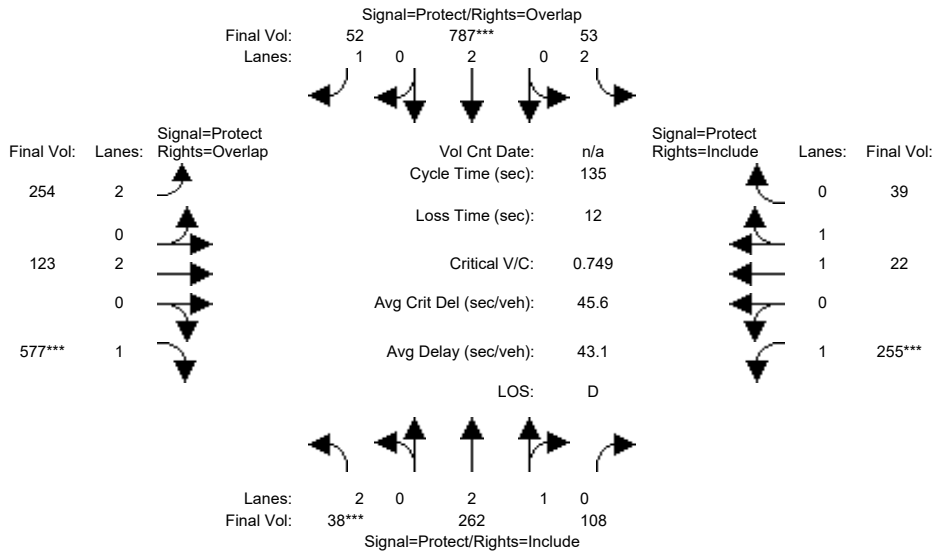 Signal=Protect/Rights=Overlap
Final Vol: 52 787*** 53
Lanes: 1 0 2 0 2
Signal=Protect Signal=Protect
Final Vol: Lanes: Rights=Overlap Vol Cnt Date: n/a Rights=Include Lanes: Final Vol:
Cycle Time (sec): 135
254 2 0 39
Loss Time (sec): 12
0 1
123 2 Critical V/C: 0.749 1 22
0 Avg Crit Del (sec/veh): 45.6 0
577*** 1 Avg Delay (sec/veh): 43.1 1 255***
LOS: D
Lanes: 2 0 2 1 0
Final Vol: 38*** 262 108
Signal=Protect/Rights=Include